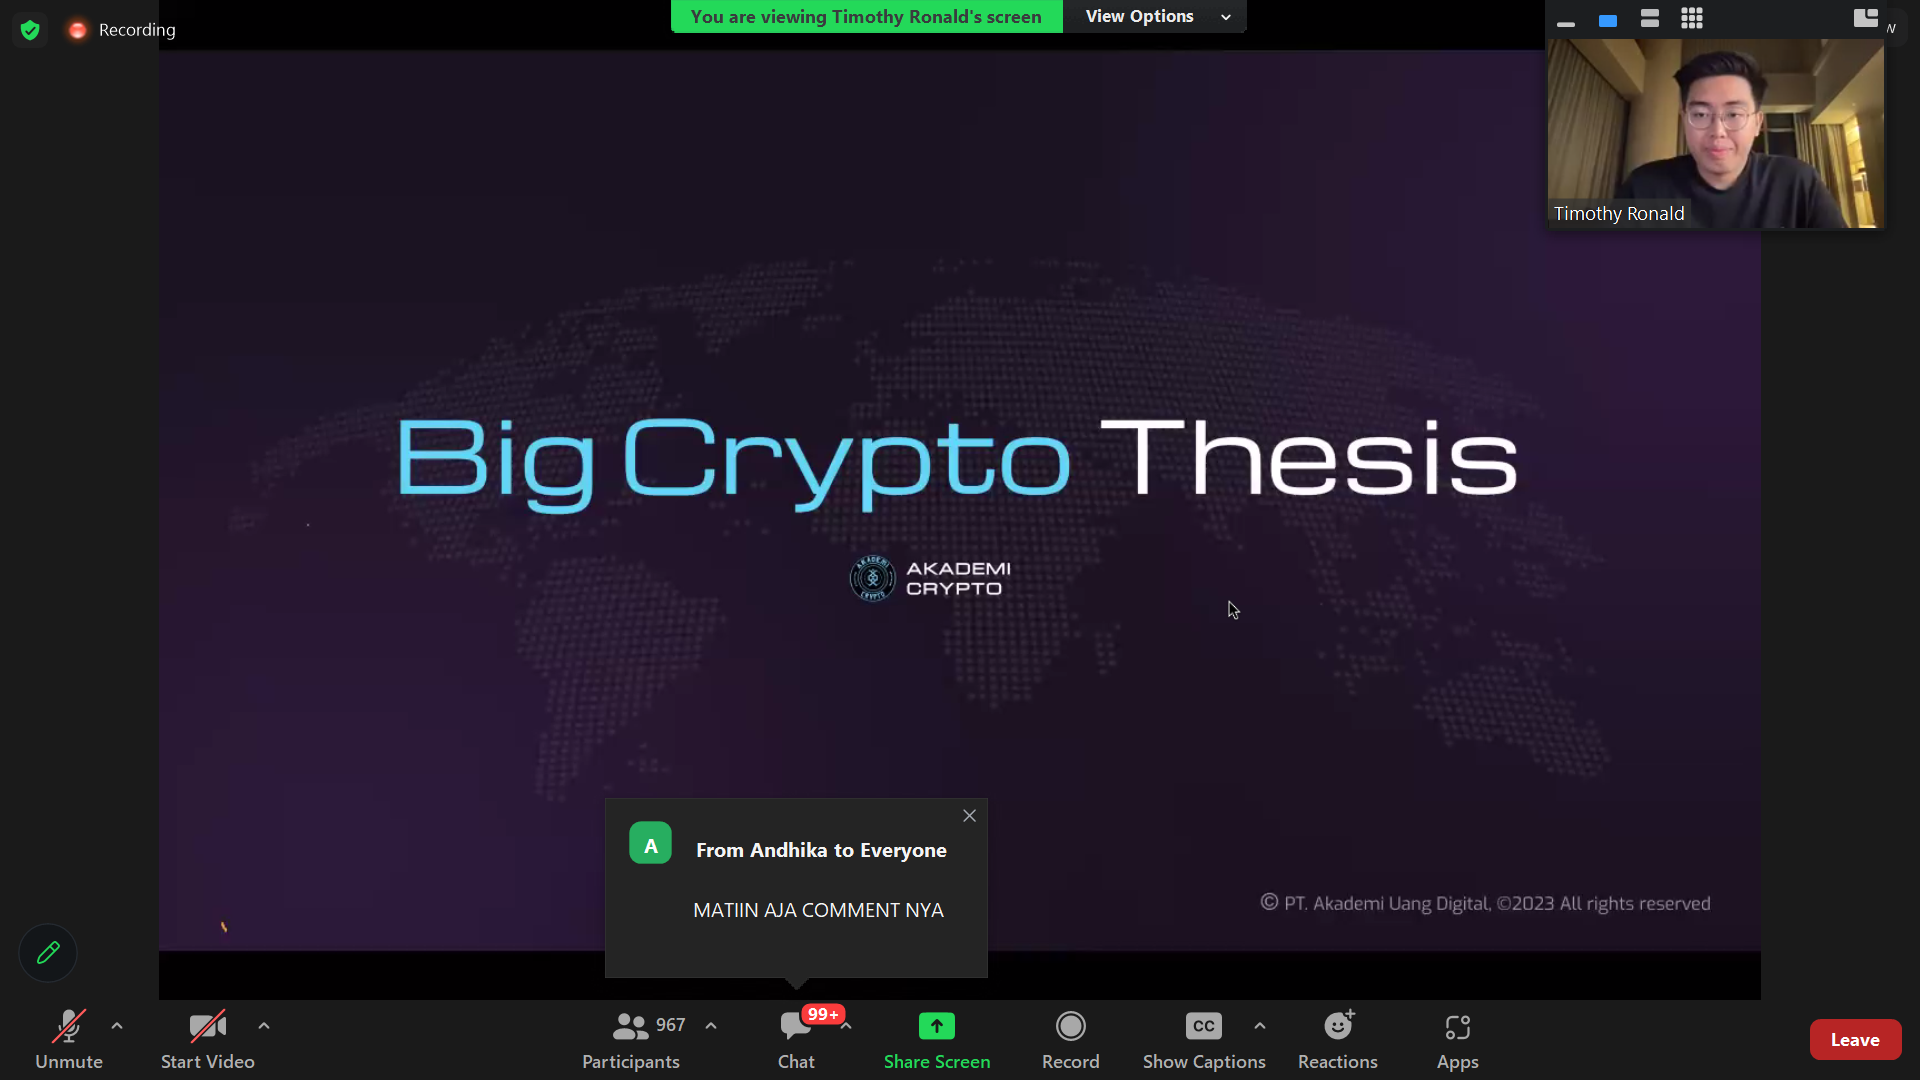 Recording
You are viewing Timothy Ronald's screen
View Options
w
Timothy Ronald
Big Crypto Thesis
AKADEMI CRYPTO
AKADEMI
CRYPTO
A
From Andhika to Everyone
MATIIN AJA COMMENT NYA
© PT. Akademi Uang Digital, ©2023 All rights reserved
Unmute
Start Video
967
Participants
99+
Chat
Share Screen
Record
CC
Show Captions
Reactions
Apps
Leave